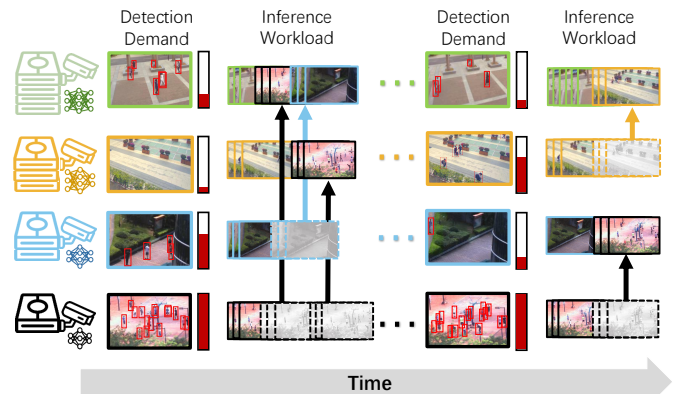 Detection
Demand
Inference
Workload
Detection
Demand
Inference
Workload
Time